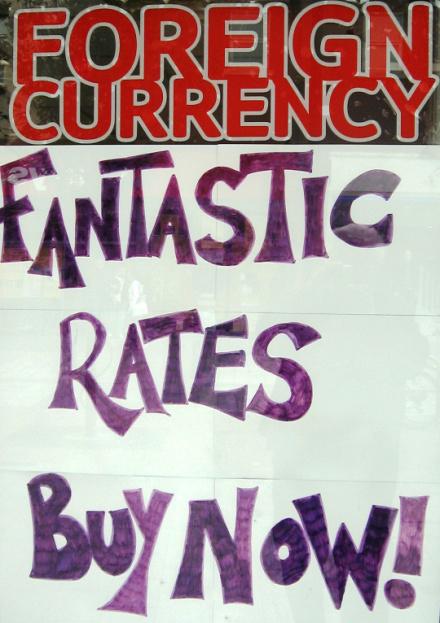 FOREIGN
CURRENCY
FANTASTIC
RATES
BUY NOW!